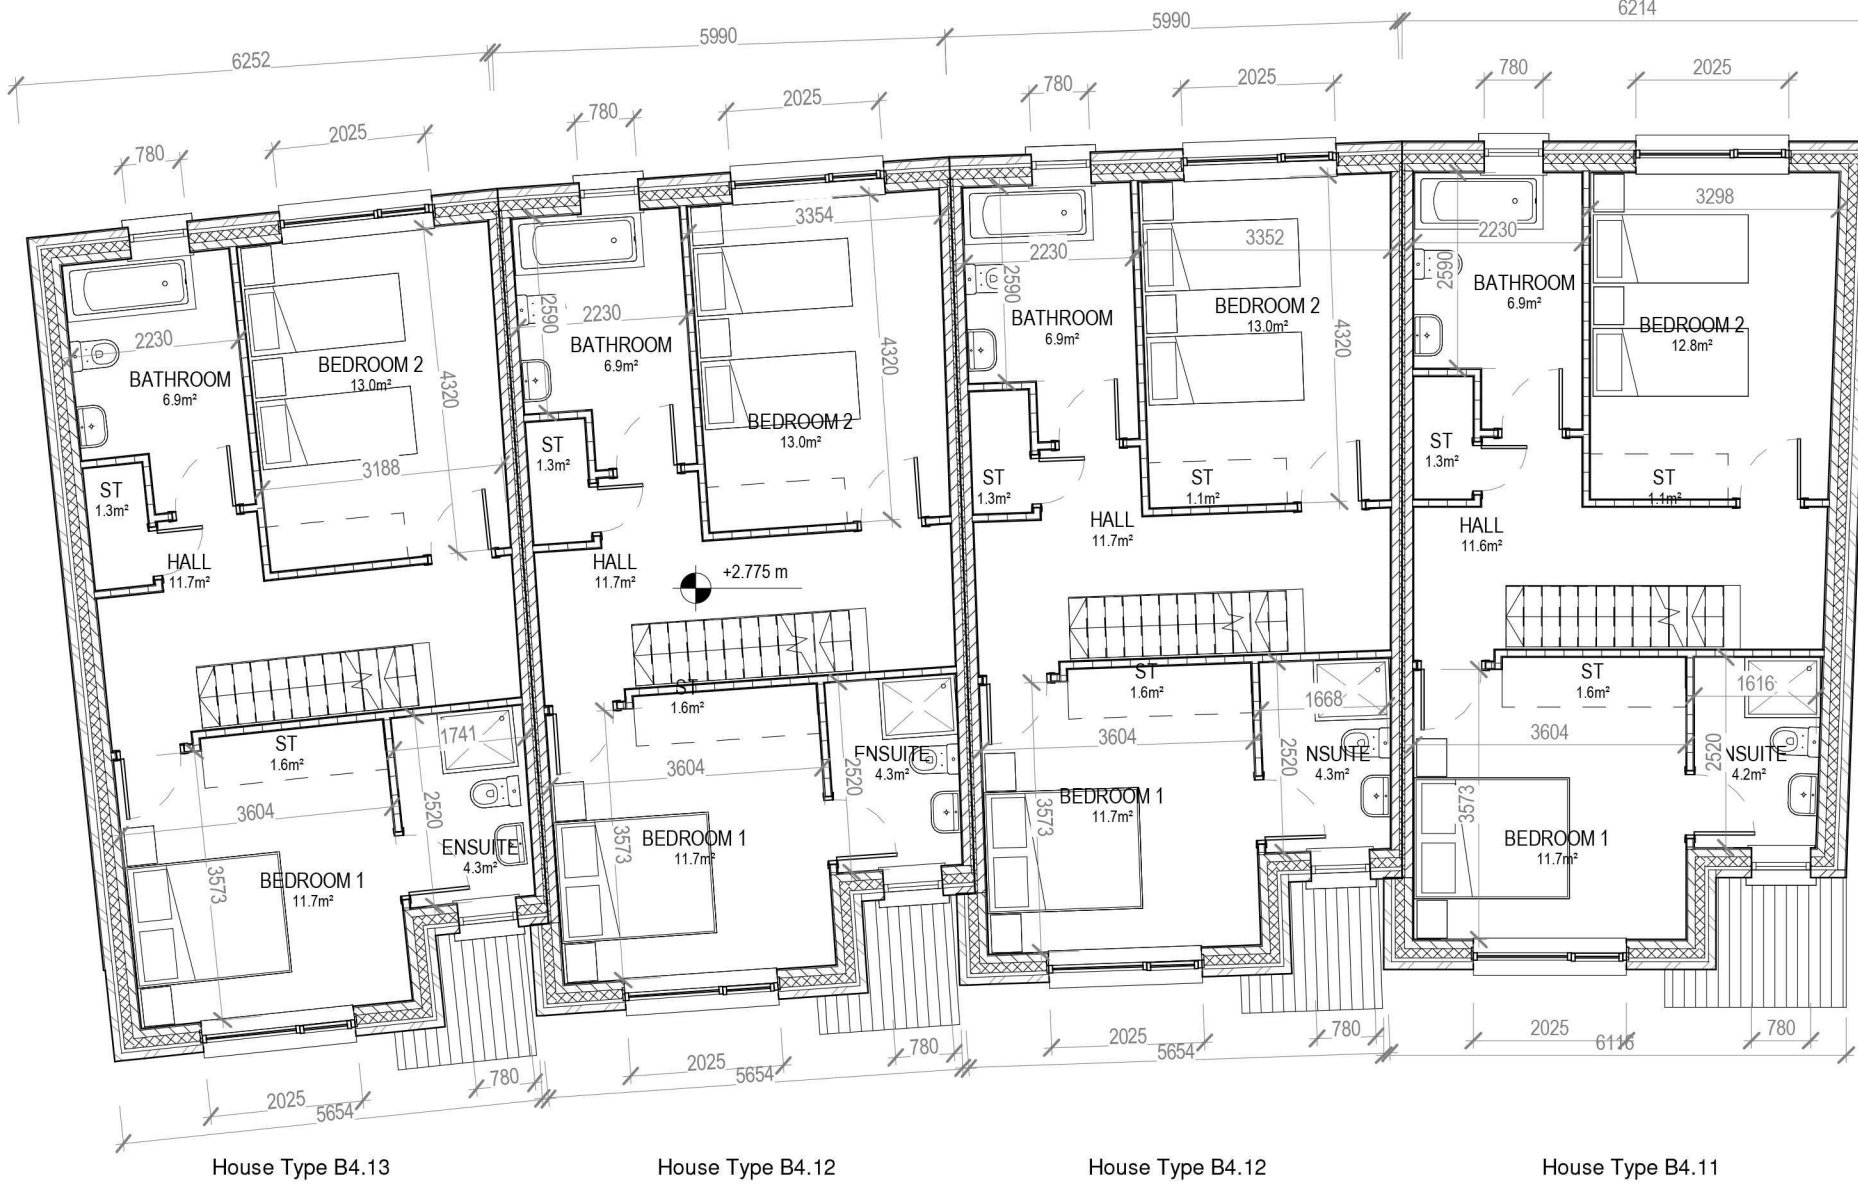 6252
5990
5990
6214
780
2025
780
2025
780
2025
780
2025
2230
2590
BATHROOM
6.9m²
BEDROOM 2
13.0m²
4320
3188
ST
1.3m²
HALL
11.7m²
ST
1.6m²
1741
3604
2520
3573
BEDROOM 1
11.7m²
ENSUITE
4.3m²
3354
2230
BATHROOM
6.9m²
4320
BEDROOM 2
13.0m²
ST
1.3m²
HALL
11.7m²
+2.775 m
ST
1.6m²
3604
2520
ENSUITE
4.3m²
3573
BEDROOM 1
11.7m²
2230
3352
2590
BATHROOM
6.9m²
BEDROOM 2
13.0m²
4320
ST
1.3m²
ST
1.1m²
HALL
11.7m²
ST
1.6m²
1668
3604
2520
NSUITE
4.3m²
3573
BEDROOM 1
11.7m²
3298
2230
2590
BATHROOM
6.9m²
BEDROOM 2
12.8m²
ST
1.3m²
ST
1.1m²
HALL
11.6m²
ST
1.6m²
1616
3604
2520
NSUITE
4.2m²
3573
BEDROOM 1
11.7m²
2025
780
5654
2025
780
5654
2025
780
5654
2025
780
6116
House Type B4.13
House Type B4.12
House Type B4.12
House Type B4.11